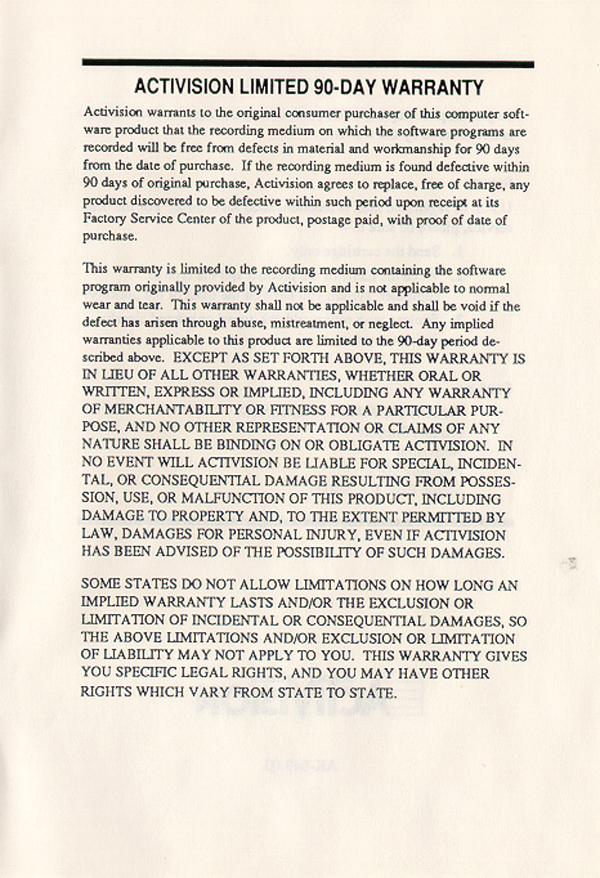 ACTIVISION LIMITED 90-DAY WARRANTY
Activision warrants to the original consumer purchaser of this computer soft-
ware product that the recording medium on which the software programs are
recorded will be free from defects in material and workmanship for 90 days
from the date of purchase. If the recording medium is found defective within
90 days of original purchase, Activision agrees to replace, free of charge, any
product discovered to be defective within such period upon receipt at its
Factory Service Center of the product, postage paid, with proof of date of
purchase.
This warranty is limited to the recording medium containing the software
program originally provided by Activision and is not applicable to normal
wear and tear. This warranty shall not be applicable and shall be void if the
defect has arisen through abuse, mistreatment, or neglect. Any implied
warranties applicable to this product are limited to the 90-day period de-
scribed above. EXCEPT AS SET FORTH ABOVE, THIS WARRANTY IS
IN LIEU OF ALL OTHER WARRANTIES, WHETHER ORAL OR
WRITTEN, EXPRESS OR IMPLIED, INCLUDING ANY WARRANTY
OF MERCHANTABILITY OR FITNESS FOR A PARTICULAR PUR-
POSE, AND NO OTHER REPRESENTATION OR CLAIMS OF ANY
NATURE SHALL BE BINDING ON OR OBLIGATE ACTIVISION. IN
NO EVENT WILL ACTIVISION BE LIABLE FOR SPECIAL, INCIDEN-
TAL, OR CONSEQUENTIAL DAMAGE RESULTING FROM POSSES-
SION, USE, OR MALFUNCTION OF THIS PRODUCT, INCLUDING
DAMAGE TO PROPERTY AND, TO THE EXTENT PERMITTED BY
LAW, DAMAGES FOR PERSONAL INJURY, EVEN IF ACTIVISION
HAS BEEN ADVISED OF THE POSSIBILITY OF SUCH DAMAGES.
SOME STATES DO NOT ALLOW LIMITATIONS ON HOW LONG AN
IMPLIED WARRANTY LASTS AND/OR THE EXCLUSION OR
LIMITATION OF INCIDENTAL OR CONSEQUENTIAL DAMAGES, SO
THE ABOVE LIMITATIONS AND/OR EXCLUSION OR LIMITATION
OF LIABILITY MAY NOT APPLY TO YOU. THIS WARRANTY GIVES
YOU SPECIFIC LEGAL RIGHTS, AND YOU MAY HAVE OTHER
RIGHTS WHICH VARY FROM STATE TO STATE.